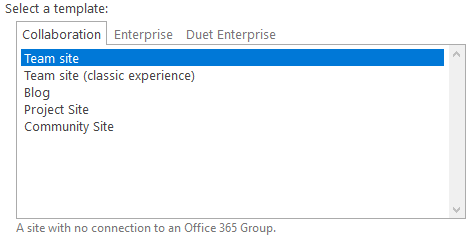 Select a template:
Collaboration Enterprise Duet Enterprise
Team site
Team site (classic experience)
Blog
Project Site
Community Site
A site with no connection to an Office 365 Group.